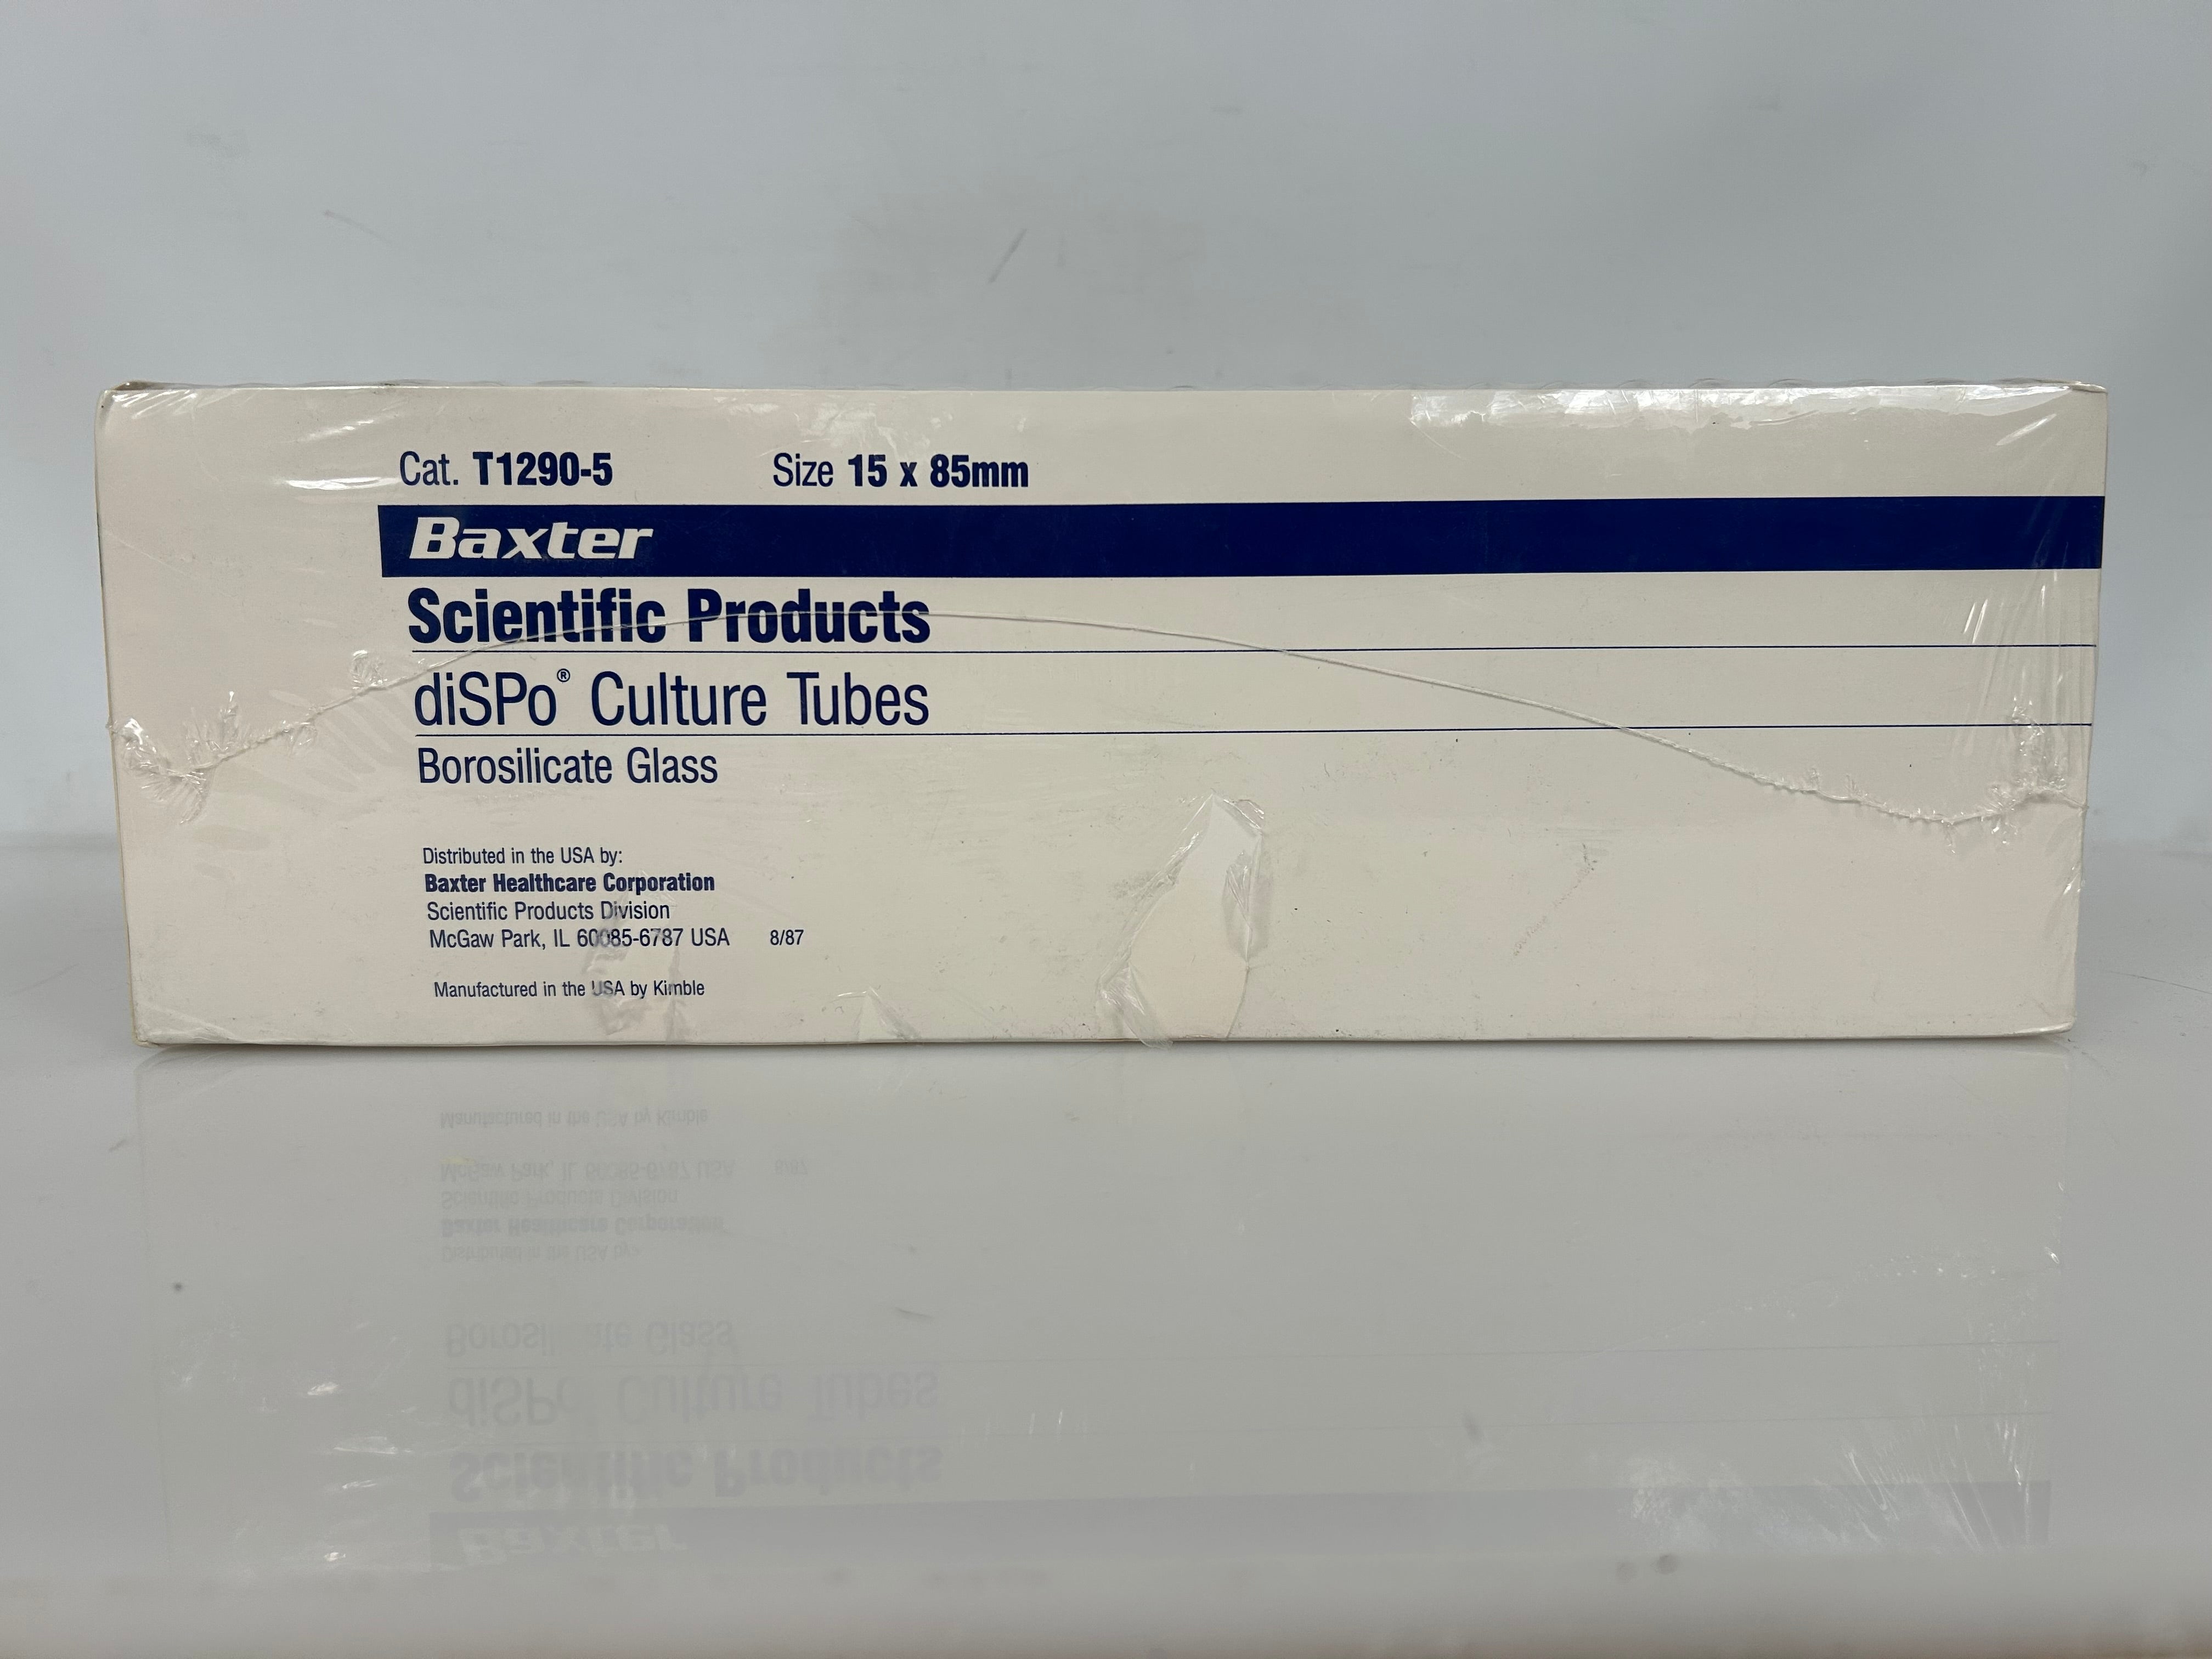 Cat. T1290-5 Size 15 x 85mm
Baxter
Scientific Products
diSPo® Culture Tubes
Borosilicate Glass
Distributed in the USA by:
Baxter Healthcare Corporation
Scientific Products Division
McGaw Park, IL 60085-6787 USA 8/87
Manufactured in the USA by Kimble